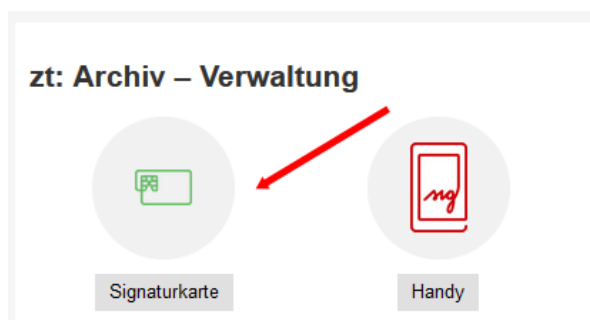 zt: Archiv – Verwaltung
Signaturkarte
Handy